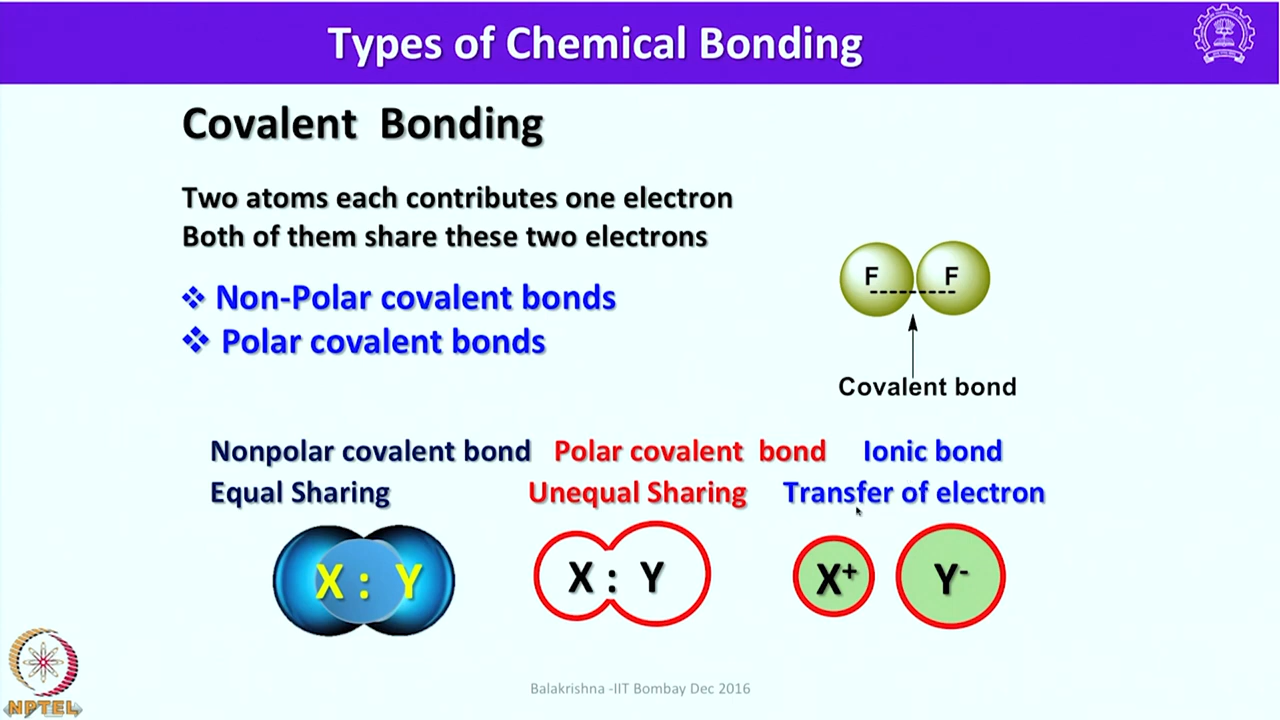 Types of Chemical Bonding
Covalent Bonding
Two atoms each contributes one electron
Both of them share these two electrons
❖ Non-Polar covalent bonds
❖ Polar covalent bonds
F F
Covalent bond
Nonpolar covalent bond Polar covalent bond Ionic bond
Equal Sharing Unequal Sharing Transfer of electron
X : Y X : Y X⁺ Y⁻
Balakrishna -IIT Bombay Dec 2016
NPTEL